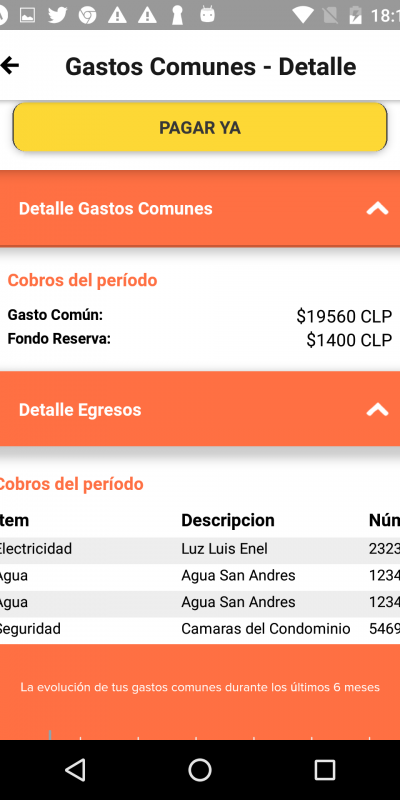 18:1
Gastos Comunes - Detalle
PAGAR YA
Detalle Gastos Comunes
Cobros del período
Gasto Común: $19560 CLP
Fondo Reserva: $1400 CLP
Detalle Egresos
Cobros del período
tem Descripcion Núm
Electricidad Luz Luis Enel 2323
Agua Agua San Andres 1234
Agua Agua San Andres 1234
Seguridad Camaras del Condominio 5469
La evolución de tus gastos comunes durante los últimos 6 meses